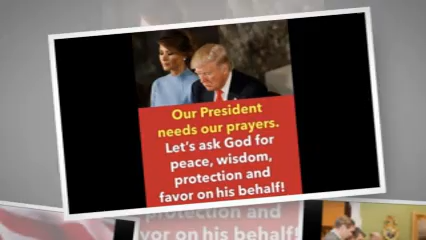 Our President
needs our prayers.
Let's ask God for
peace, wisdom,
protection and
favor on his behalf!
protection and
vor on his behalf!